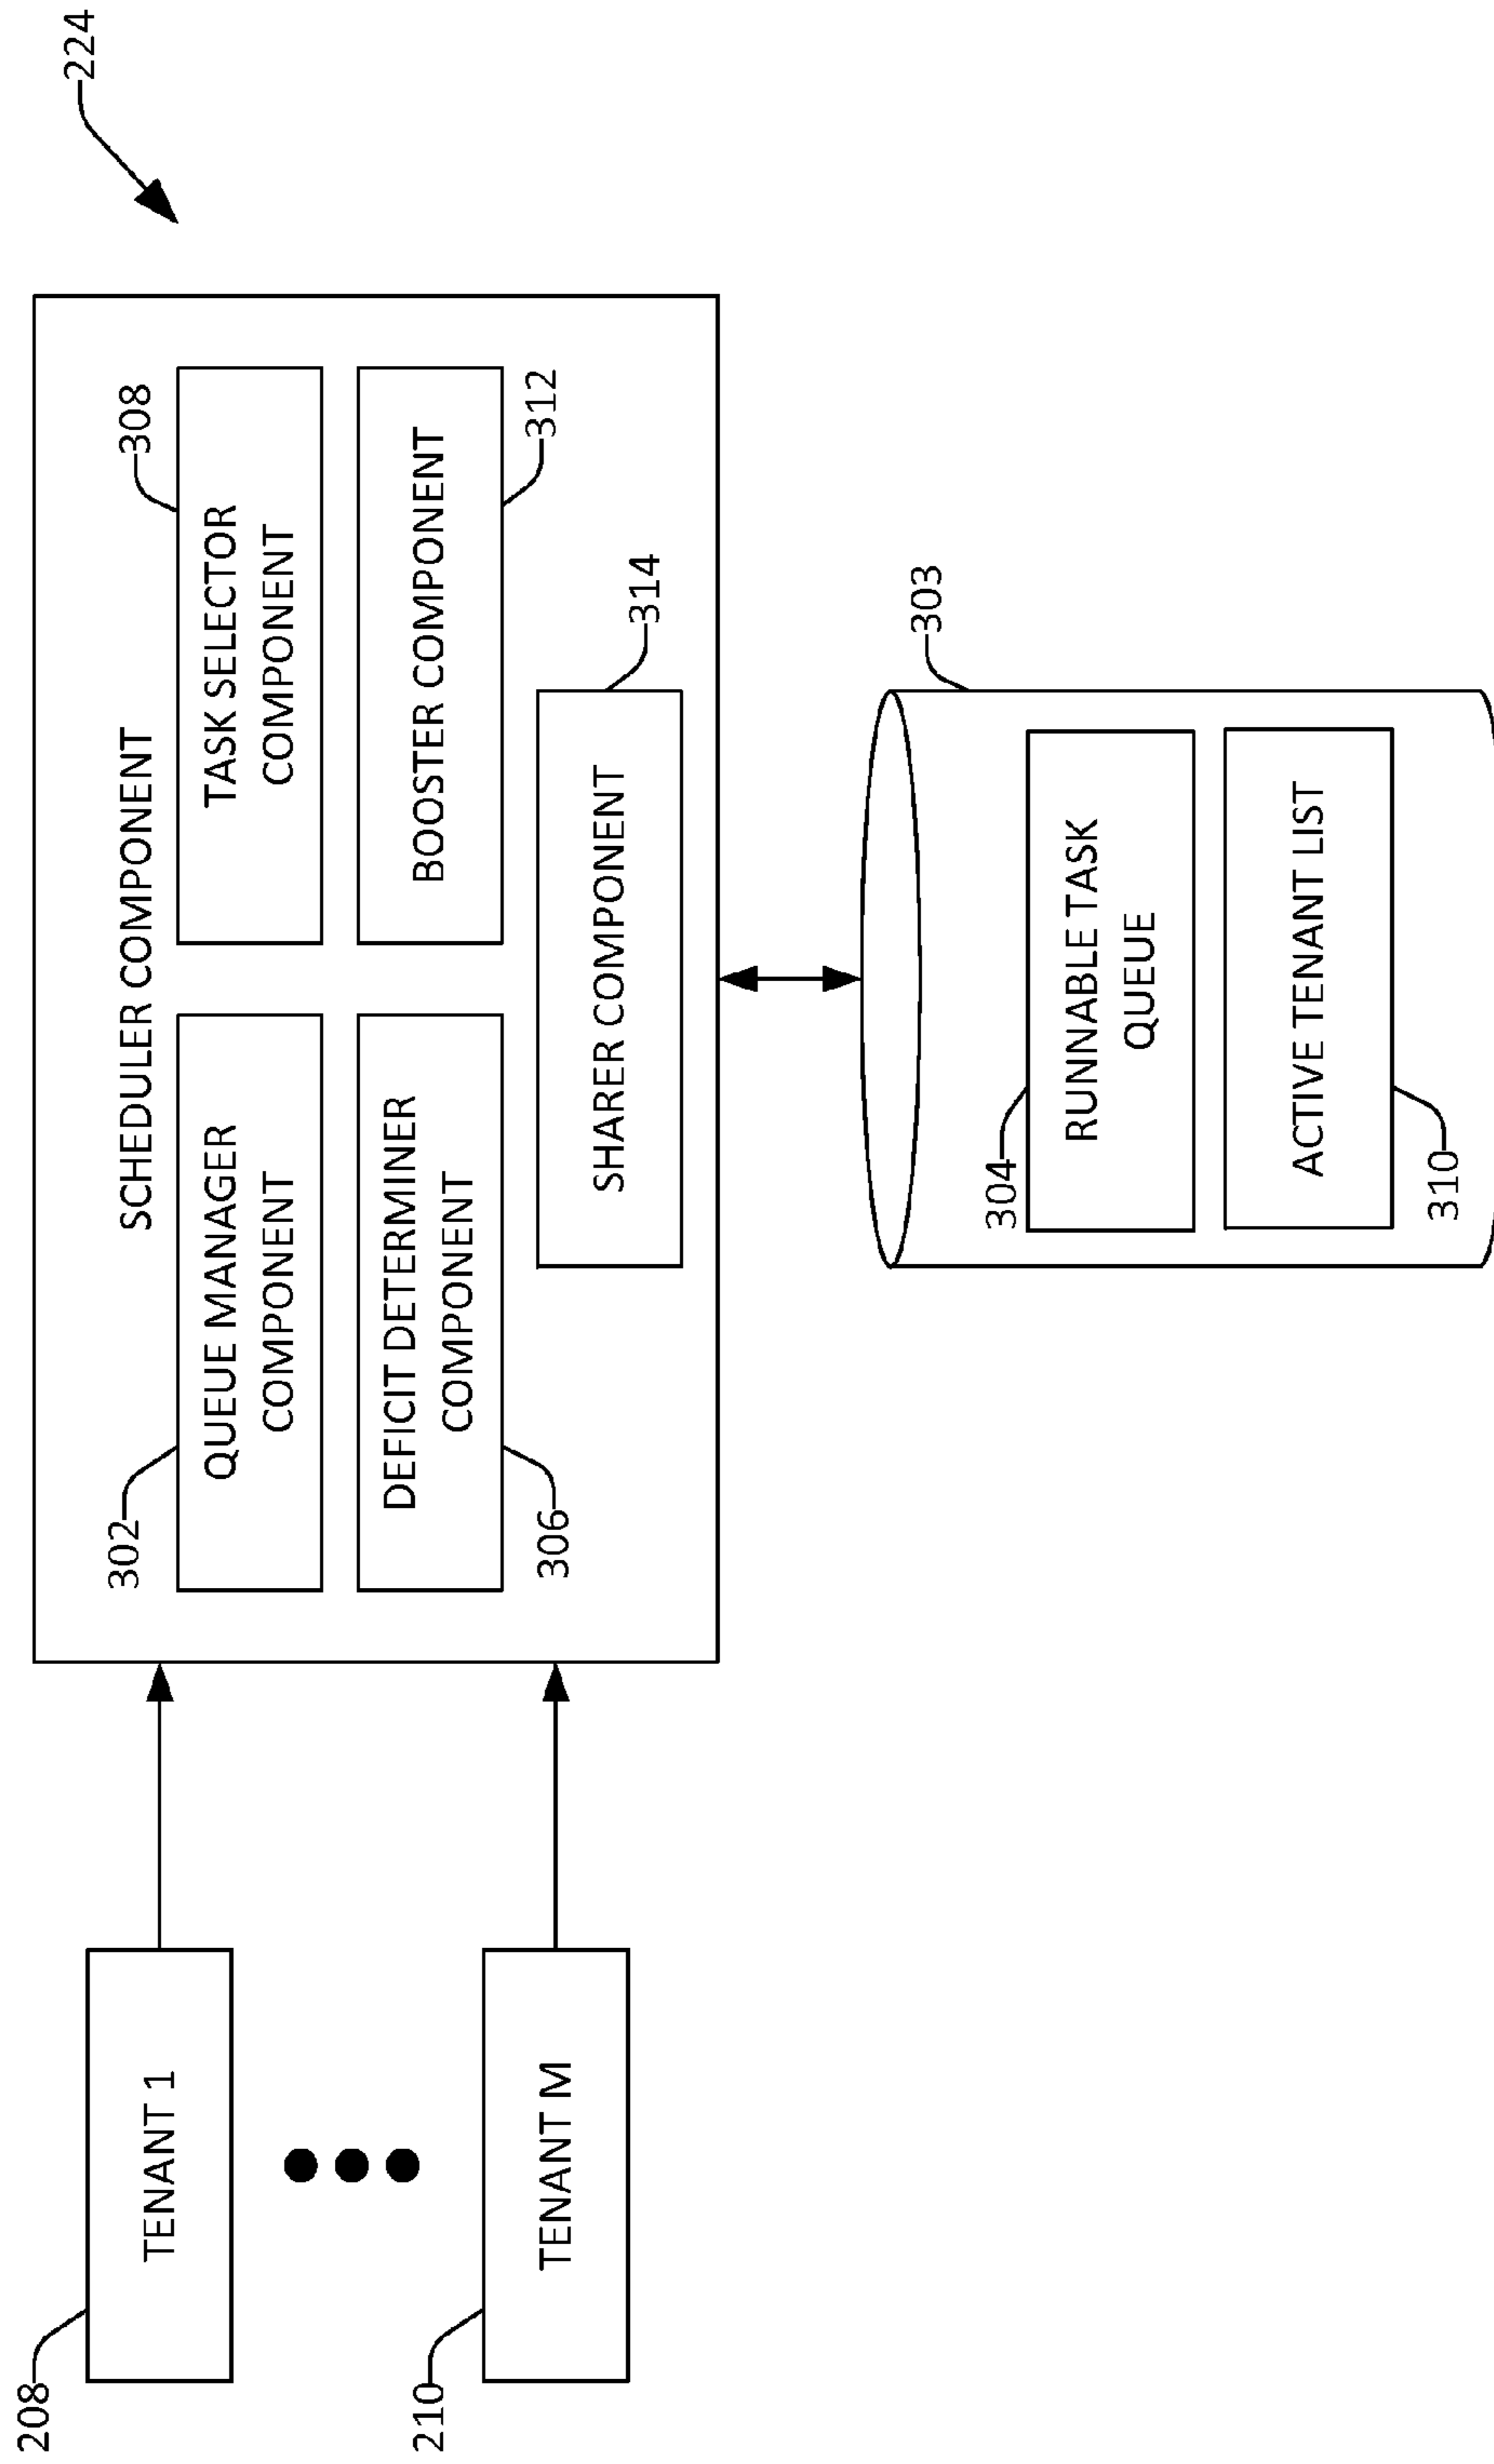 224
SCHEDULER COMPONENT
302
308
QUEUE MANAGER
COMPONENT
TASK SELECTOR
COMPONENT
208
TENANT 1
DEFICIT DETERMINER
COMPONENT
BOOSTER COMPONENT
306
312
210
TENANT M
SHARER COMPONENT
314
303
304
RUNNABLE TASK
QUEUE
ACTIVE TENANT LIST
310